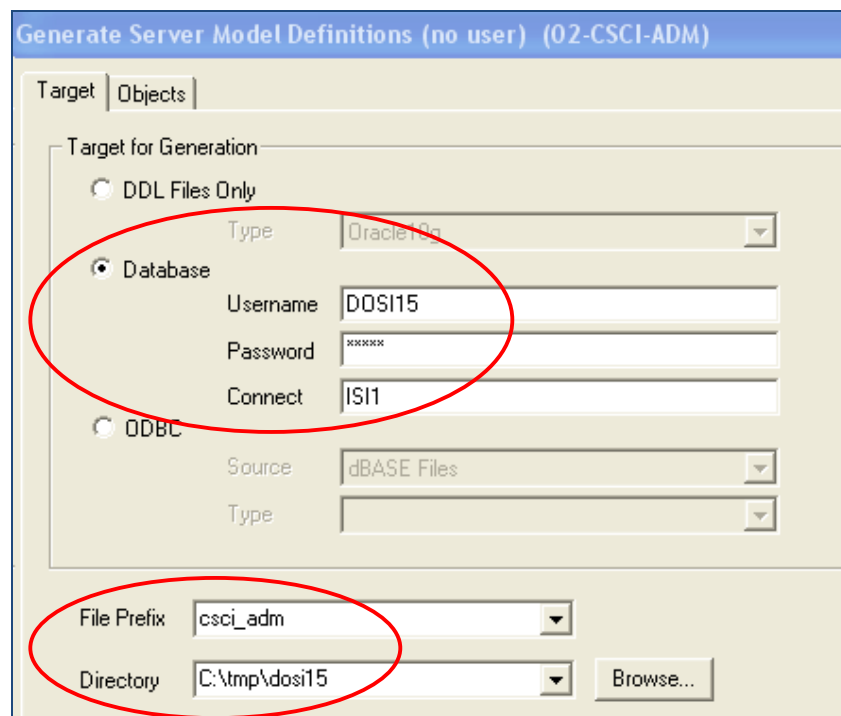 Generate Server Model Definitions (no user) (02-CSCI-ADM)
Target Objects
Target for Generation
DDL Files Only
Type Oracle10g
Database
Username DOSI15
Password *****
Connect ISI1
ODBC
Source dBASE Files
Type
File Prefix csci_adm
Directory C:\tmp\dosi15 Browse...